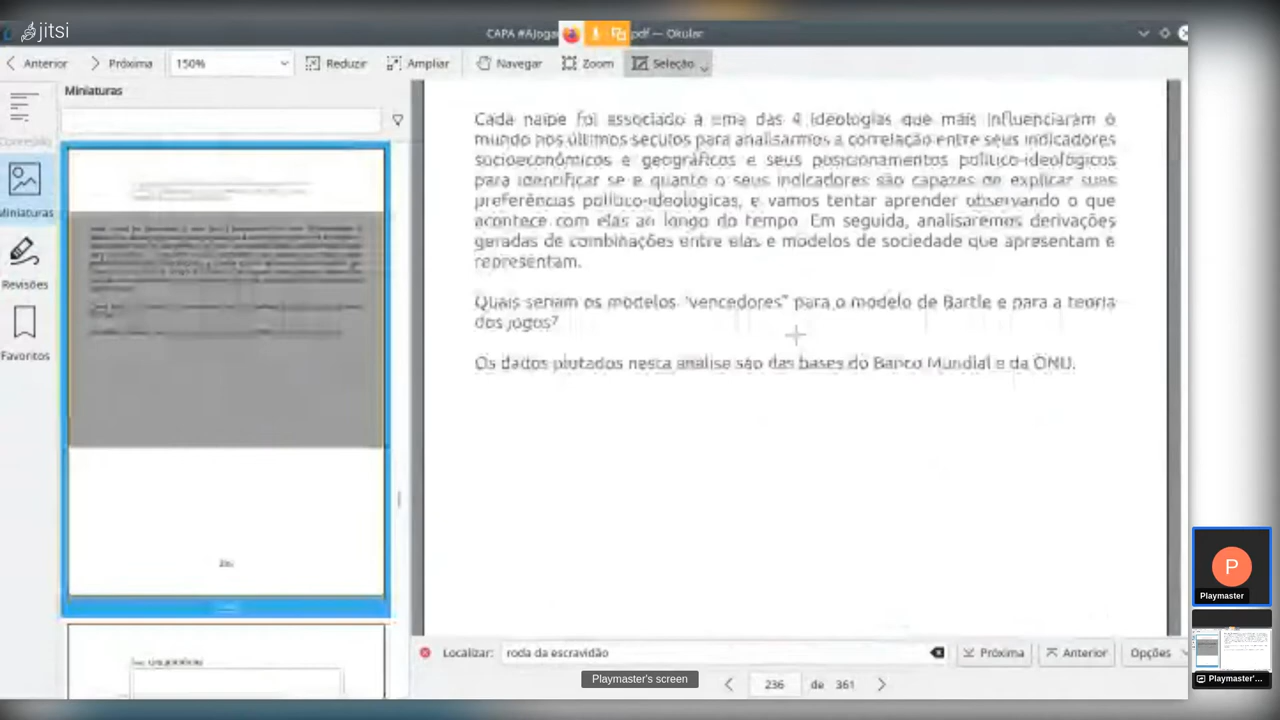 jitsi
CAPA #AJoga
pdf — Okular
Anterior
Próxima
150%
Reduzir
Ampliar
Navegar
Zoom
Seleção
Miniaturas
Miniaturas
Revisões
Favoritos
Cada naipe foi associado a uma das 4 ideologias que mais influenciaram o
mundo nos últimos séculos para analisarmos a correlação entre seus indicadores
socioeconômicos e geográficos e seus posicionamentos político-ideológicos
para identificar se e quanto o seus indicadores são capazes de explicar suas
preferências político-ideológicas, e vamos tentar aprender observando o que
acontece com elas ao longo do tempo. Em seguida, analisaremos derivações
geradas de combinações entre elas e modelos de sociedade que apresentam e
representam.
Quais seriam os modelos "vencedores" para o modelo de Bartle e para a teoria
dos jogos?
Os dados plotados nesta análise são das bases do Banco Mundial e da ONU.
P
Playmaster
Playmaster'...
Localizar:
roda da escravidão
Próxima
Anterior
Opções
Playmaster's screen
236
de
361